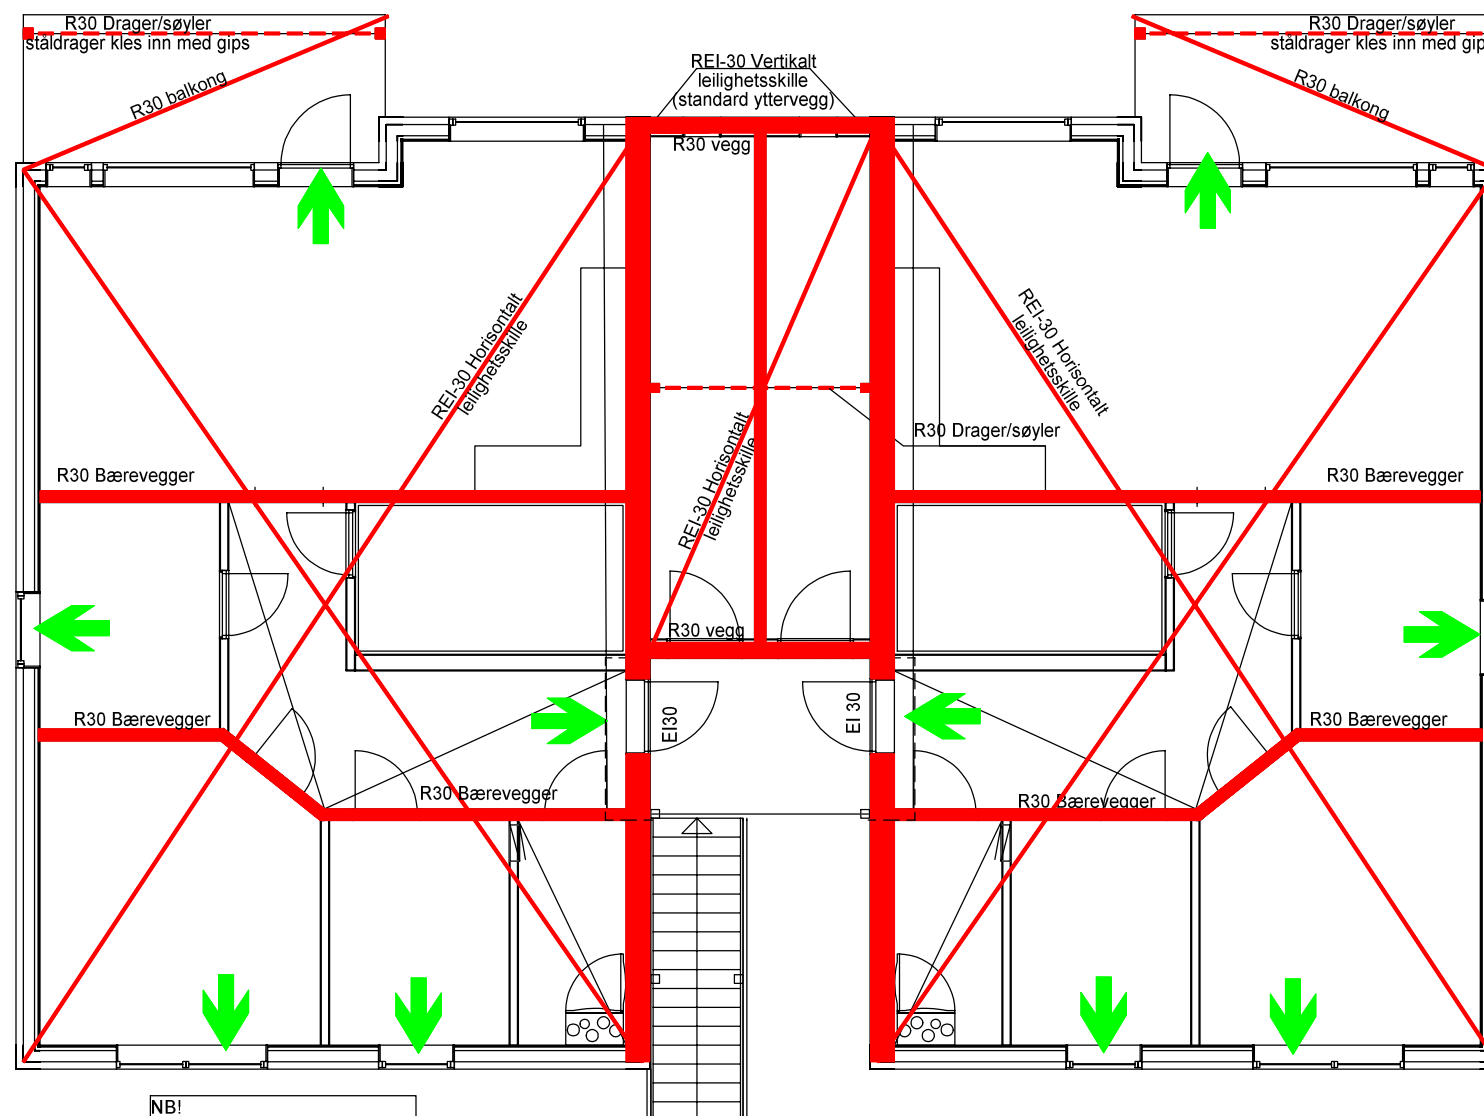 R30 Drager/søyler
ståldrager kles inn med gips
R30 balkong
REI-30 Vertikalt
leilighetsskille
(standard yttervegg)
R30 Drager/søyler
ståldrager kles inn med gip
R30 balkong
R30 vegg
REI-30 Horisontalt
leilighetsskille
REI-30 Horisontalt
leilighetsskille
REI-30 Horisontalt
leilighetsskille
R30 Drager/søyler
R30 Bærevegger
R30 Bærevegger
R30 vegg
R30 Bærevegger
EI30
EI 30
R30 Bærevegger
R30 Bærevegger
R30 Bærevegger
NB!